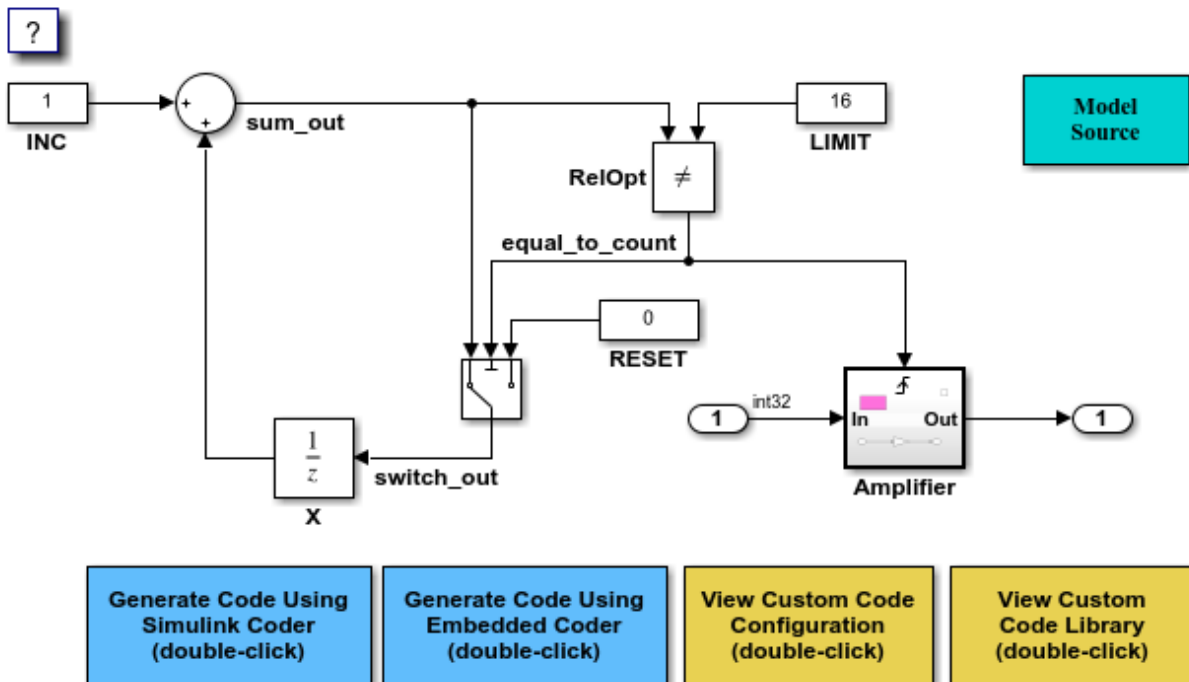 ?
1
INC
+
+
sum_out
16
LIMIT
Model
Source
RelOpt
≠
equal_to_count
0
RESET
1
int32
In
Out
1
Amplifier
1
z
X
switch_out
Generate Code Using
Simulink Coder
(double-click)
Generate Code Using
Embedded Coder
(double-click)
View Custom Code
Configuration
(double-click)
View Custom
Code Library
(double-click)